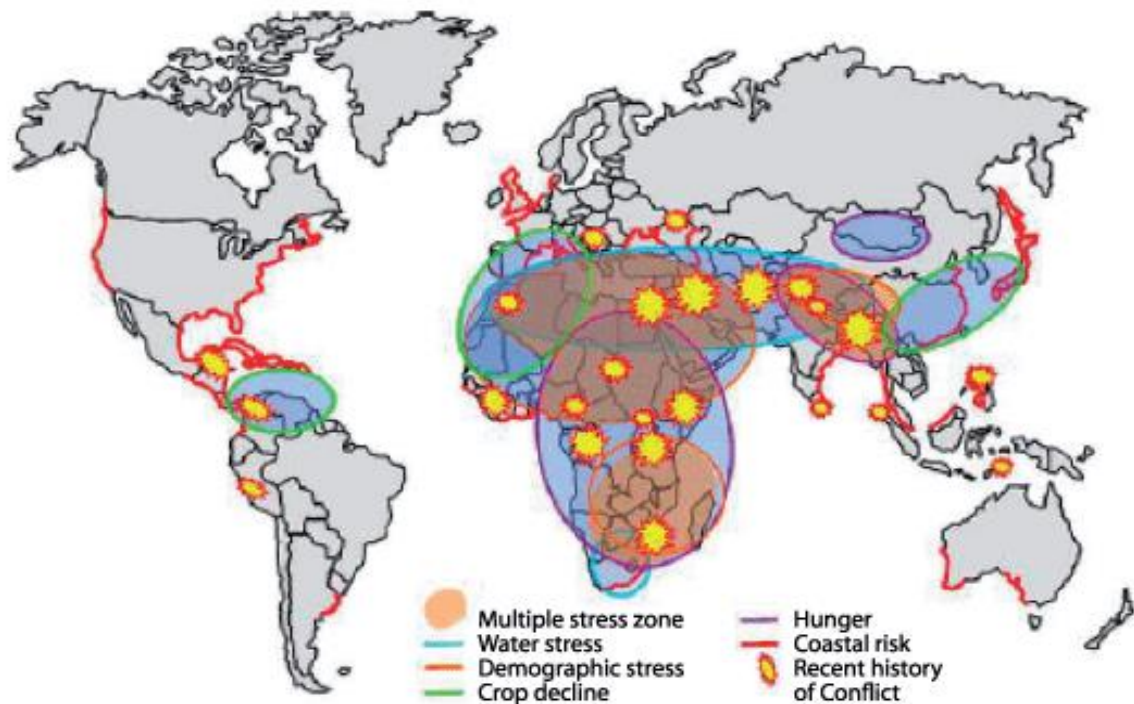 Multiple stress zone
Water stress
Demographic stress
Crop decline
Hunger
Coastal risk
Recent history
of Conflict